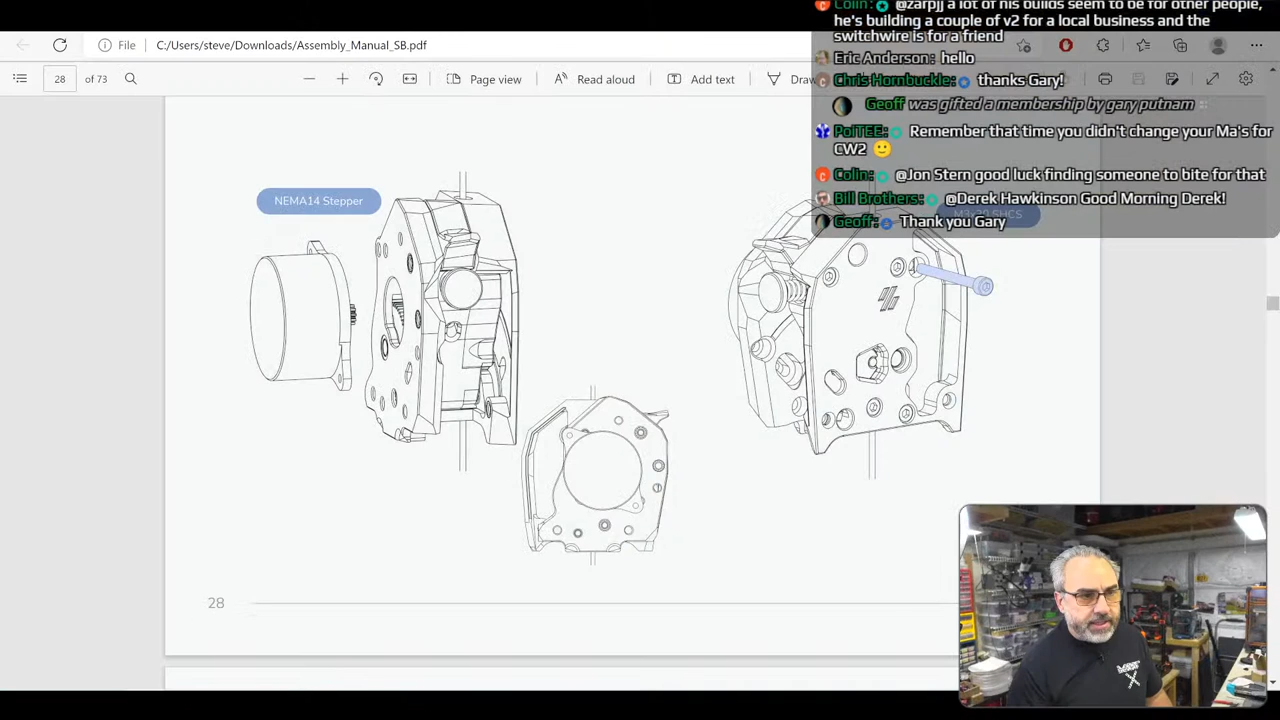 Colin: @zarpjj a lot of his builds seem to be for other people,
he's building a couple of v2 for a local business and the
switchwire is for a friend
File C:/Users/steve/Downloads/Assembly_Manual_SB.pdf
Eric Anderson: hello
28 of 73 Page view Read aloud Add text Draw
Chris Hornbuckle: thanks Gary!
Geoff was gifted a membership by gary putnam
PoiTEE: Remember that time you didn't change your Ma's for
CW2 🙂
Colin: @Jon Stern good luck finding someone to bite for that
Bill Brothers: @Derek Hawkinson Good Morning Derek!
NEMA14 Stepper
Geoff: Thank you Gary
28